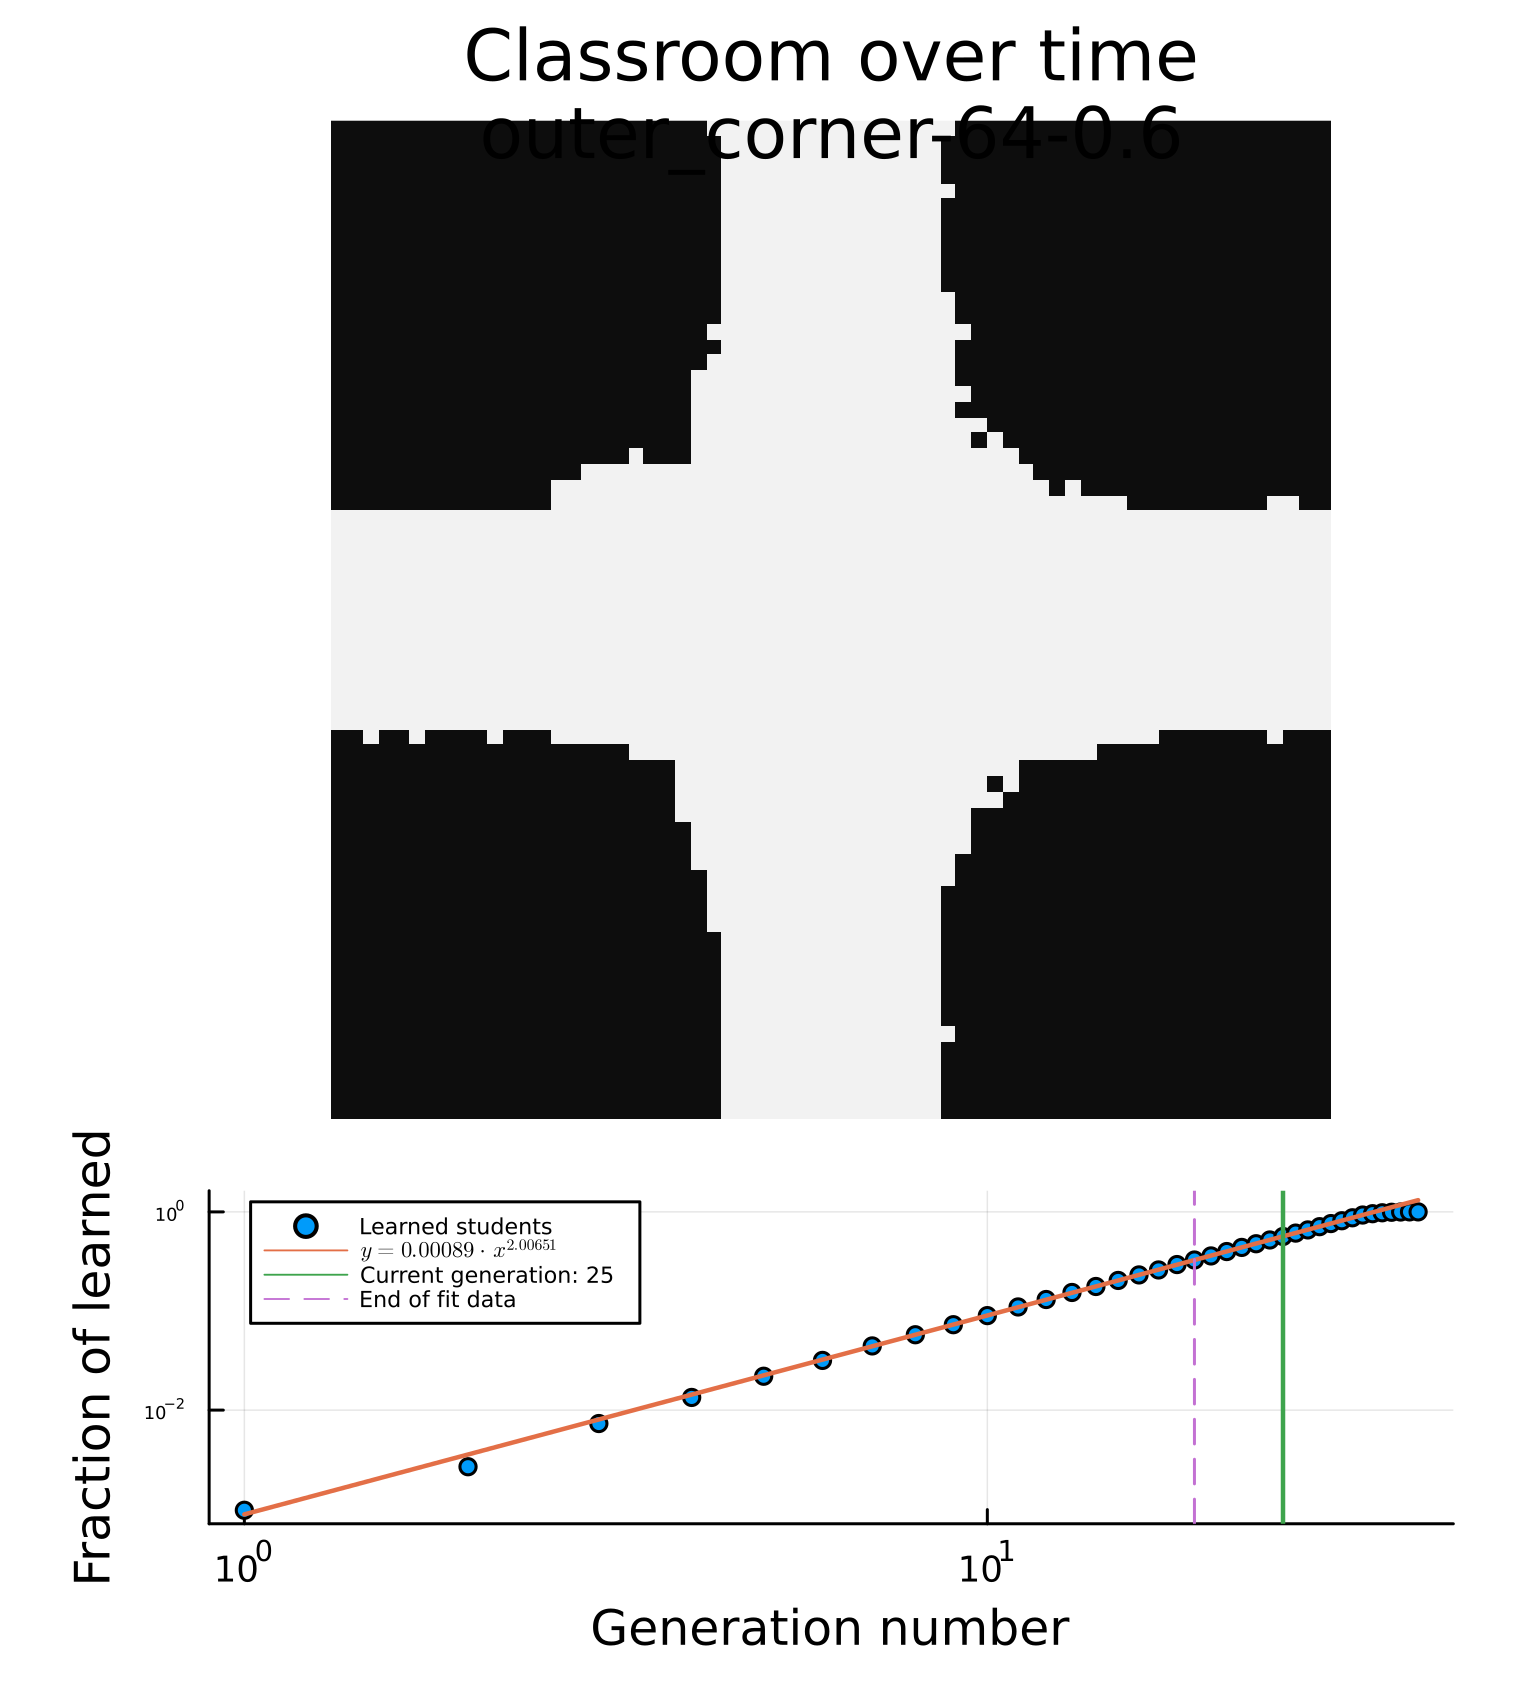 Classroom over time
outer_corner-64-0.6
Fraction of learned
10⁰
10⁻²
Learned students
y = 0.00089 · x^2.00651
Current generation: 25
End of fit data
10⁰
10¹
Generation number